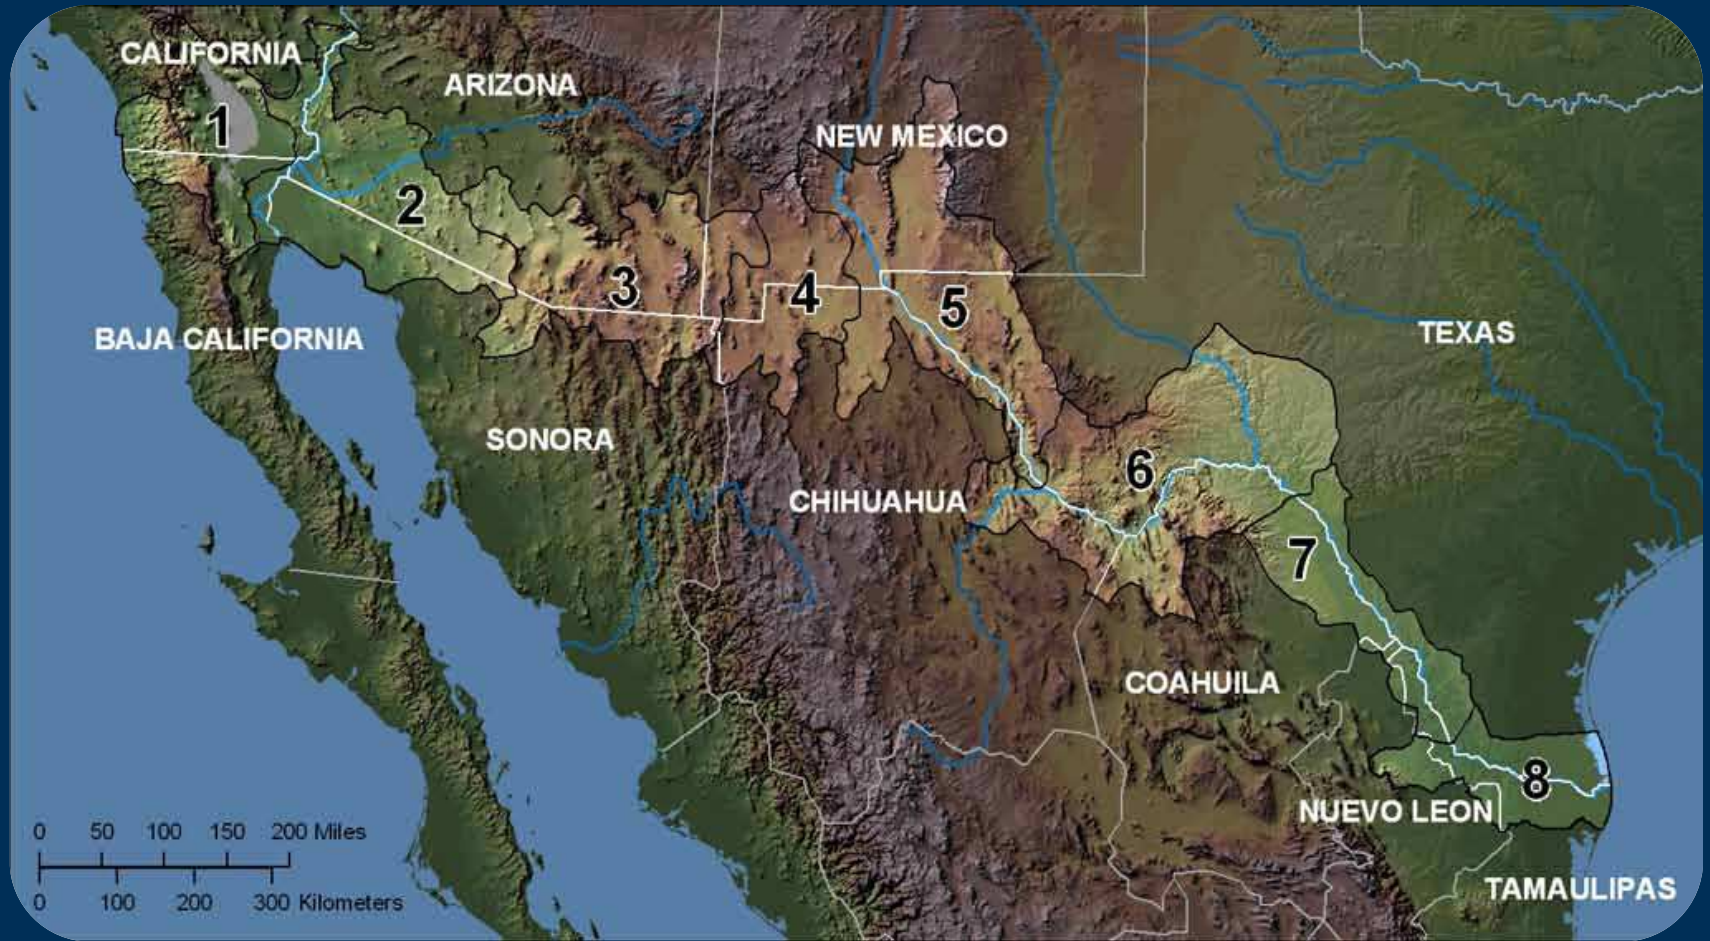 CALIFORNIA
ARIZONA
NEW MEXICO
TEXAS
BAJA CALIFORNIA
SONORA
CHIHUAHUA
COAHUILA
NUEVO LEON
TAMAULIPAS
1
2
3
4
5
6
7
8
0 50 100 150 200 Miles
0 100 200 300 Kilometers